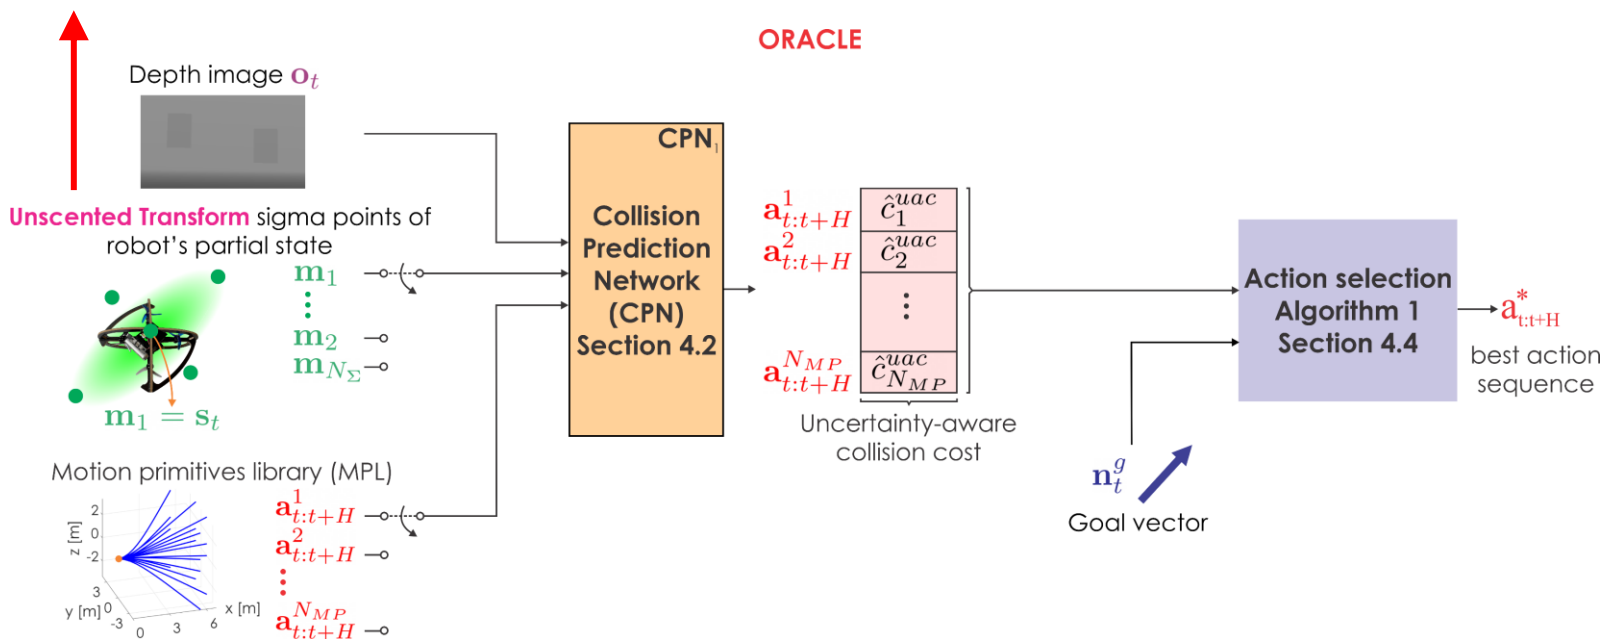 ORACLE
Depth image o_t
CPN_1
Unscented Transform sigma points of
robot's partial state
m_1
⋮
m_2
m_{N_Σ}
m_1 = s_t
Collision
Prediction
Network
(CPN)
Section 4.2
a^1_{t:t+H} ĉ^{uac}_1
a^2_{t:t+H} ĉ^{uac}_2
⋮
a^{N_{MP}}_{t:t+H} ĉ^{uac}_{N_{MP}}
Uncertainty-aware
collision cost
Action selection
Algorithm 1
Section 4.4
a^*_{t:t+H}
best action
sequence
n^g_t
Goal vector
Motion primitives library (MPL)
z [m]
2
0
-2
y [m]
3
0
-3
x [m]
0
3
6
a^1_{t:t+H}
a^2_{t:t+H}
⋮
a^{N_{MP}}_{t:t+H}